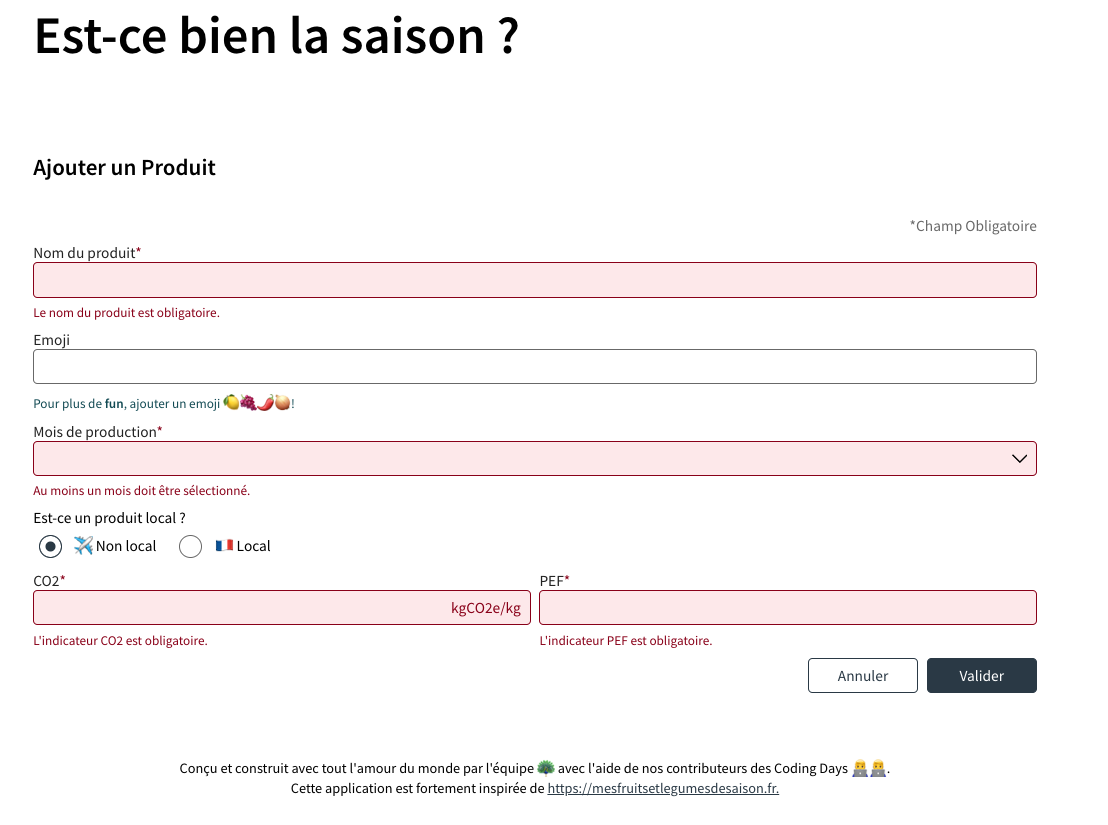 Est-ce bien la saison ?
Ajouter un Produit
*Champ Obligatoire
Nom du produit*
Le nom du produit est obligatoire.
Emoji
Pour plus de fun, ajouter un emoji 🍋🍇🌶️🍑!
Mois de production*
Au moins un mois doit être sélectionné.
Est-ce un produit local ?
✈️ Non local 🇫🇷 Local
CO2* PEF*
kgCO2e/kg
L'indicateur CO2 est obligatoire. L'indicateur PEF est obligatoire.
Annuler Valider
Conçu et construit avec tout l'amour du monde par l'équipe 🌳 avec l'aide de nos contributeurs des Coding Days 👨‍💻👩‍💻.
Cette application est fortement inspirée de https://mesfruitsetlegumesdesaison.fr.